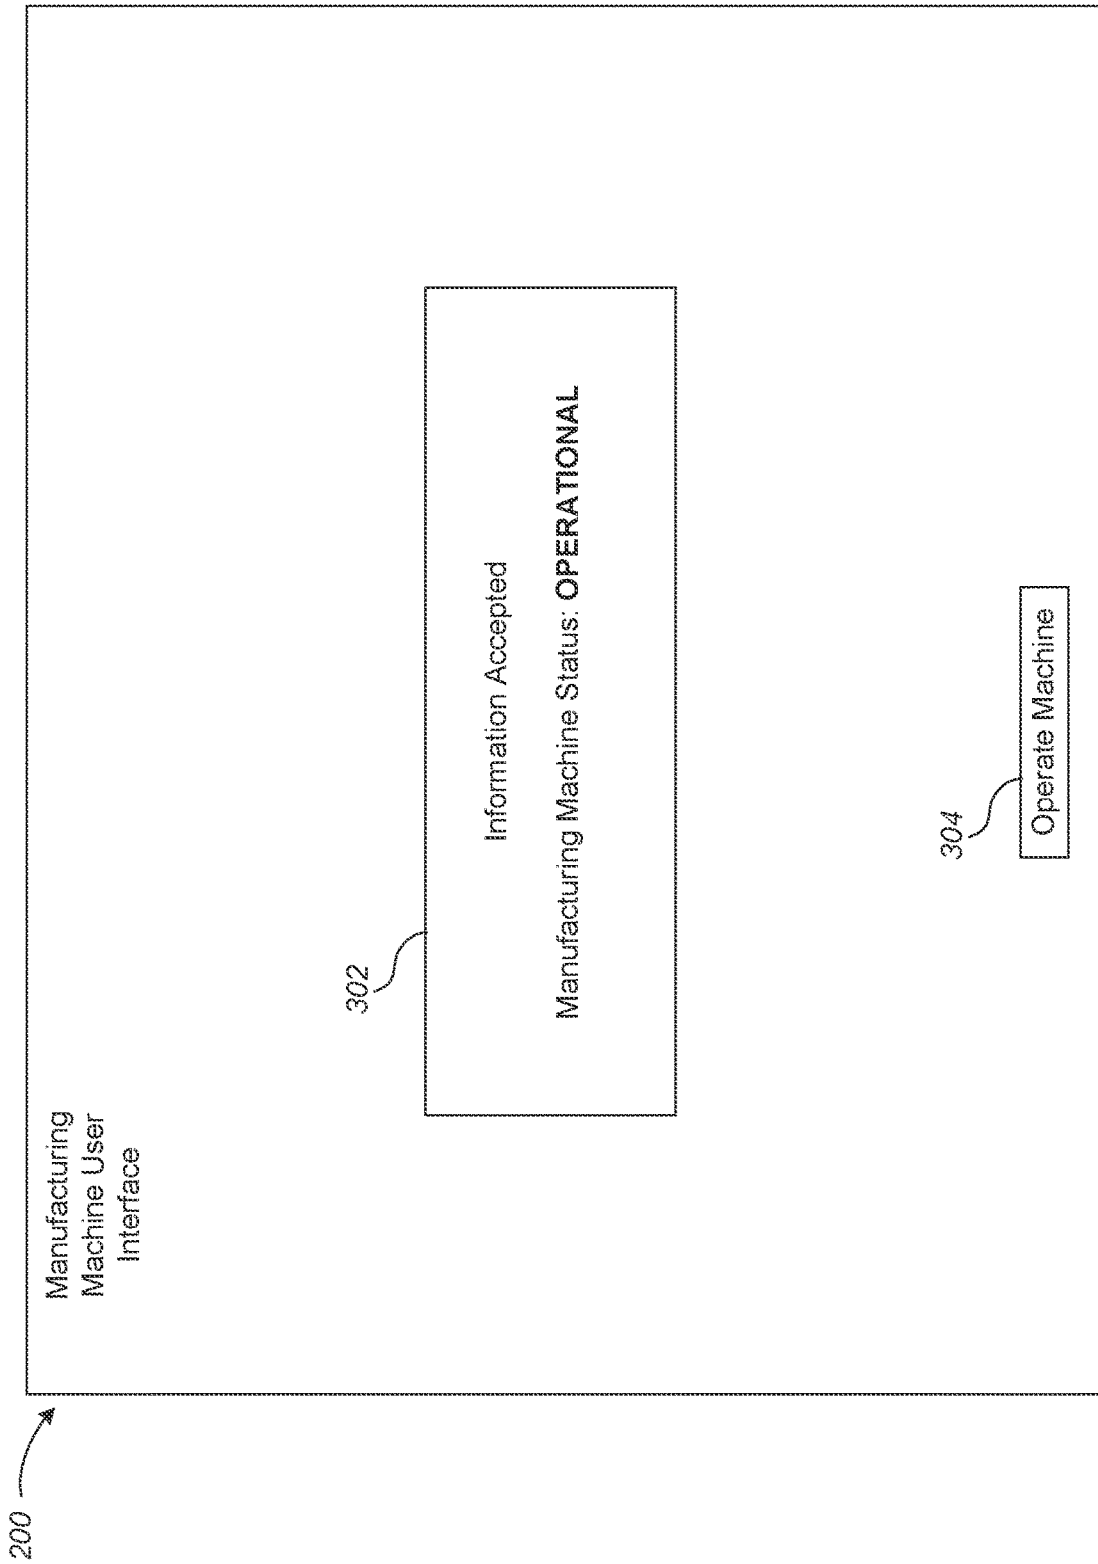 200
Manufacturing
Machine User
Interface
302
Information Accepted
Manufacturing Machine Status: OPERATIONAL
304
Operate Machine